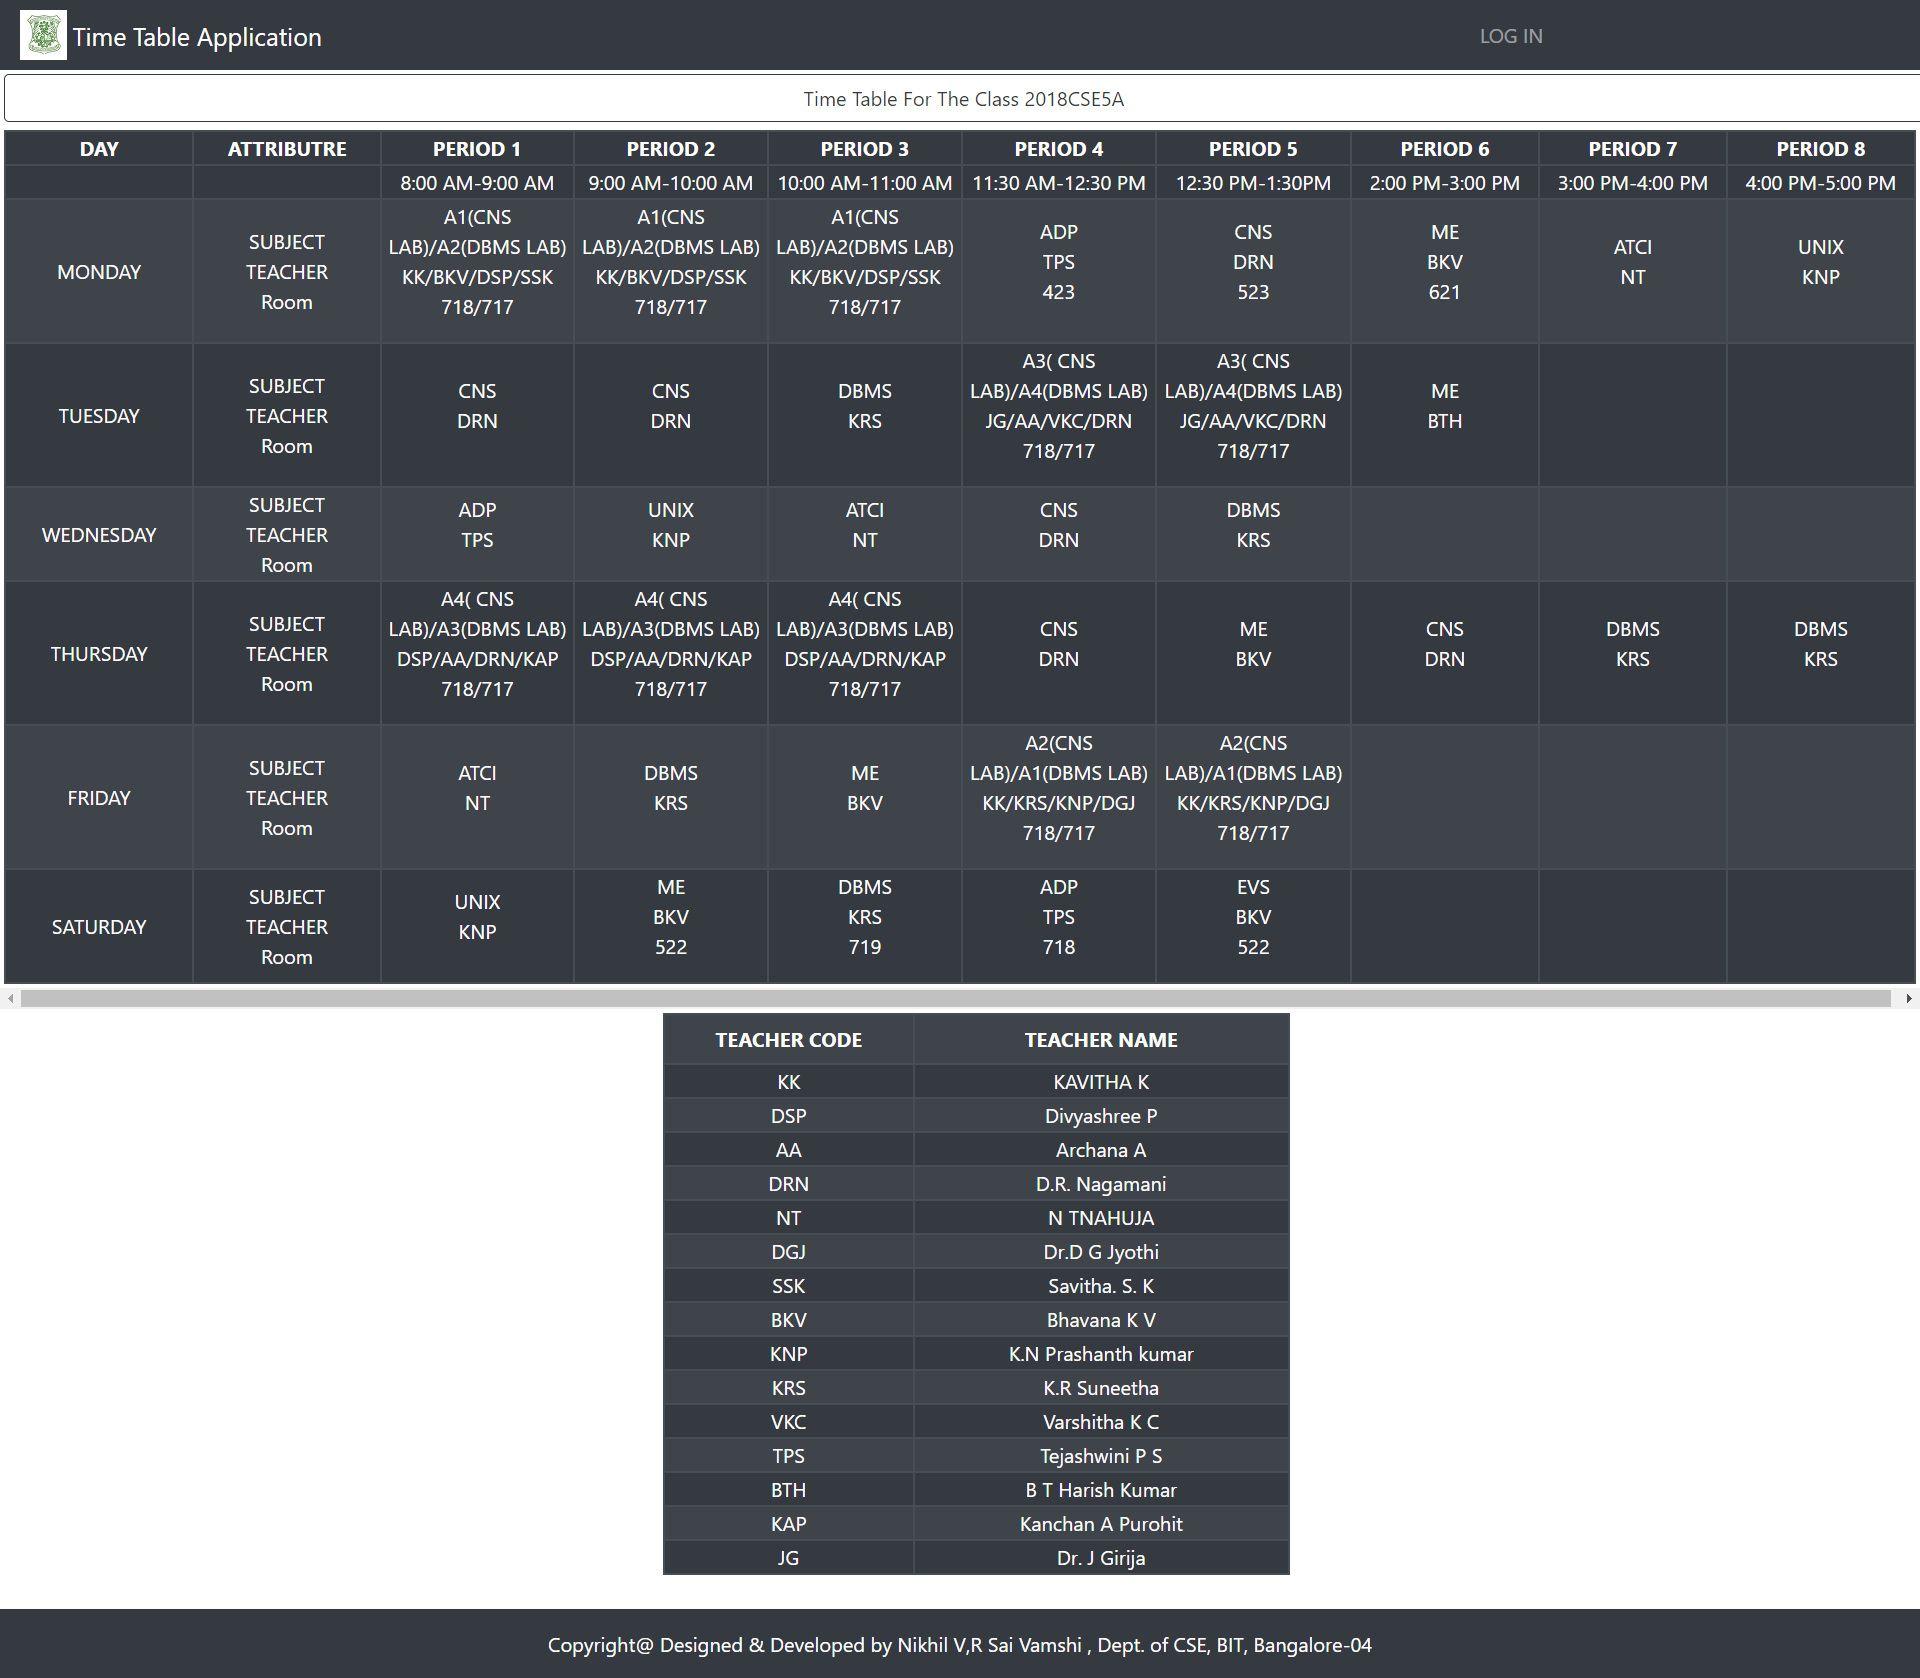 Time Table Application
LOG IN
Time Table For The Class 2018CSE5A
DAY ATTRIBUTRE PERIOD 1 PERIOD 2 PERIOD 3 PERIOD 4 PERIOD 5 PERIOD 6 PERIOD 7 PERIOD 8
8:00 AM-9:00 AM 9:00 AM-10:00 AM 10:00 AM-11:00 AM 11:30 AM-12:30 PM 12:30 PM-1:30PM 2:00 PM-3:00 PM 3:00 PM-4:00 PM 4:00 PM-5:00 PM
MONDAY
SUBJECT
TEACHER
Room
A1(CNS
LAB)/A2(DBMS LAB)
KK/BKV/DSP/SSK
718/717
A1(CNS
LAB)/A2(DBMS LAB)
KK/BKV/DSP/SSK
718/717
A1(CNS
LAB)/A2(DBMS LAB)
KK/BKV/DSP/SSK
718/717
ADP
TPS
423
CNS
DRN
523
ME
BKV
621
ATCI
NT
UNIX
KNP
TUESDAY
SUBJECT
TEACHER
Room
CNS
DRN
CNS
DRN
DBMS
KRS
A3( CNS
LAB)/A4(DBMS LAB)
JG/AA/VKC/DRN
718/717
A3( CNS
LAB)/A4(DBMS LAB)
JG/AA/VKC/DRN
718/717
ME
BTH
WEDNESDAY
SUBJECT
TEACHER
Room
ADP
TPS
UNIX
KNP
ATCI
NT
CNS
DRN
DBMS
KRS
THURSDAY
SUBJECT
TEACHER
Room
A4( CNS
LAB)/A3(DBMS LAB)
DSP/AA/DRN/KAP
718/717
A4( CNS
LAB)/A3(DBMS LAB)
DSP/AA/DRN/KAP
718/717
A4( CNS
LAB)/A3(DBMS LAB)
DSP/AA/DRN/KAP
718/717
CNS
DRN
ME
BKV
CNS
DRN
DBMS
KRS
DBMS
KRS
FRIDAY
SUBJECT
TEACHER
Room
ATCI
NT
DBMS
KRS
ME
BKV
A2(CNS
LAB)/A1(DBMS LAB)
KK/KRS/KNP/DGJ
718/717
A2(CNS
LAB)/A1(DBMS LAB)
KK/KRS/KNP/DGJ
718/717
SATURDAY
SUBJECT
TEACHER
Room
UNIX
KNP
ME
BKV
522
DBMS
KRS
719
ADP
TPS
718
EVS
BKV
522
TEACHER CODE TEACHER NAME
KK KAVITHA K
DSP Divyashree P
AA Archana A
DRN D.R. Nagamani
NT N TNAHUJA
DGJ Dr.D G Jyothi
SSK Savitha. S. K
BKV Bhavana K V
KNP K.N Prashanth kumar
KRS K.R Suneetha
VKC Varshitha K C
TPS Tejashwini P S
BTH B T Harish Kumar
KAP Kanchan A Purohit
JG Dr. J Girija
Copyright@ Designed & Developed by Nikhil V,R Sai Vamshi , Dept. of CSE, BIT, Bangalore-04